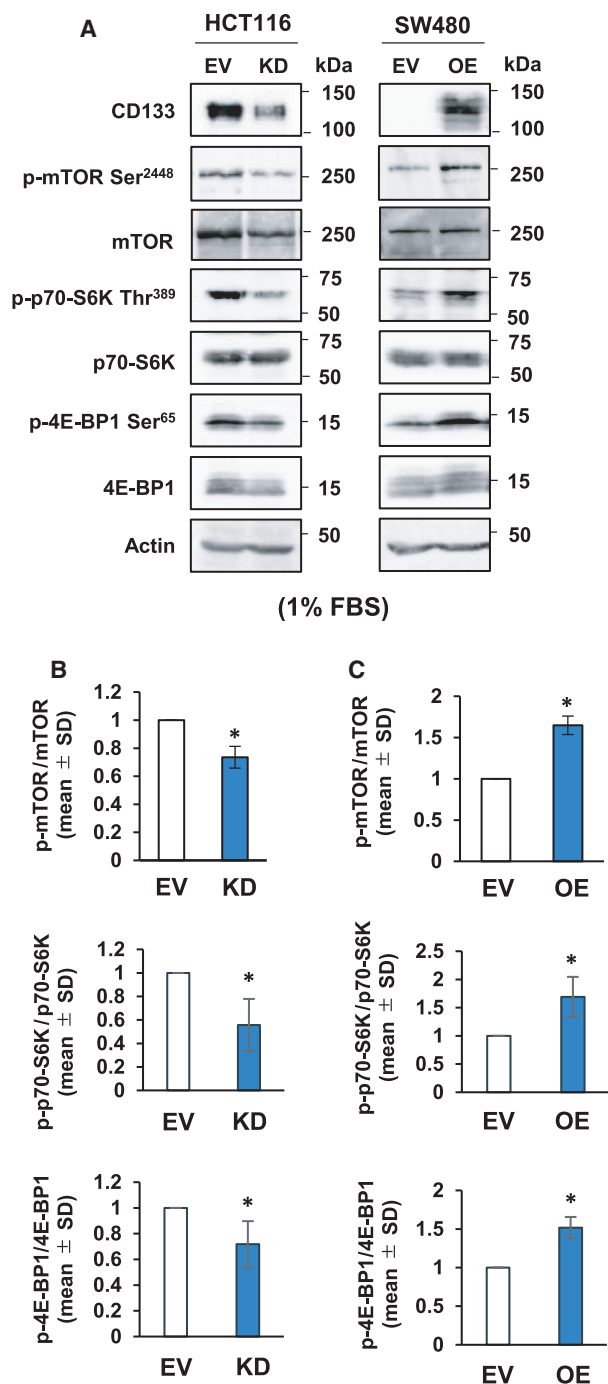 A
HCT116
SW480
EV KD kDa
EV OE kDa
CD133
150
100
150
100
p-mTOR Ser2448
250
250
mTOR
250
250
p-p70-S6K Thr389
75
50
75
50
p70-S6K
75
50
75
50
p-4E-BP1 Ser65
15
15
4E-BP1
15
15
Actin
50
50
(1% FBS)
B
p-mTOR/mTOR
(mean ± SD)
1.2
1
0.8
0.6
0.4
0.2
0
*
EV KD
C
p-mTOR/mTOR
(mean ± SD)
2
1.5
1
0.5
0
*
EV OE
p-p70-S6K/p70-S6K
(mean ± SD)
1.2
1
0.8
0.6
0.4
0.2
0
*
EV KD
p-p70-S6K/p70-S6K
(mean ± SD)
2.5
2
1.5
1
0.5
0
*
EV OE
p-4E-BP1/4E-BP1
(mean ± SD)
1.2
1
0.8
0.6
0.4
0.2
0
*
EV KD
p-4E-BP1/4E-BP1
(mean ± SD)
2
1.5
1
0.5
0
*
EV OE